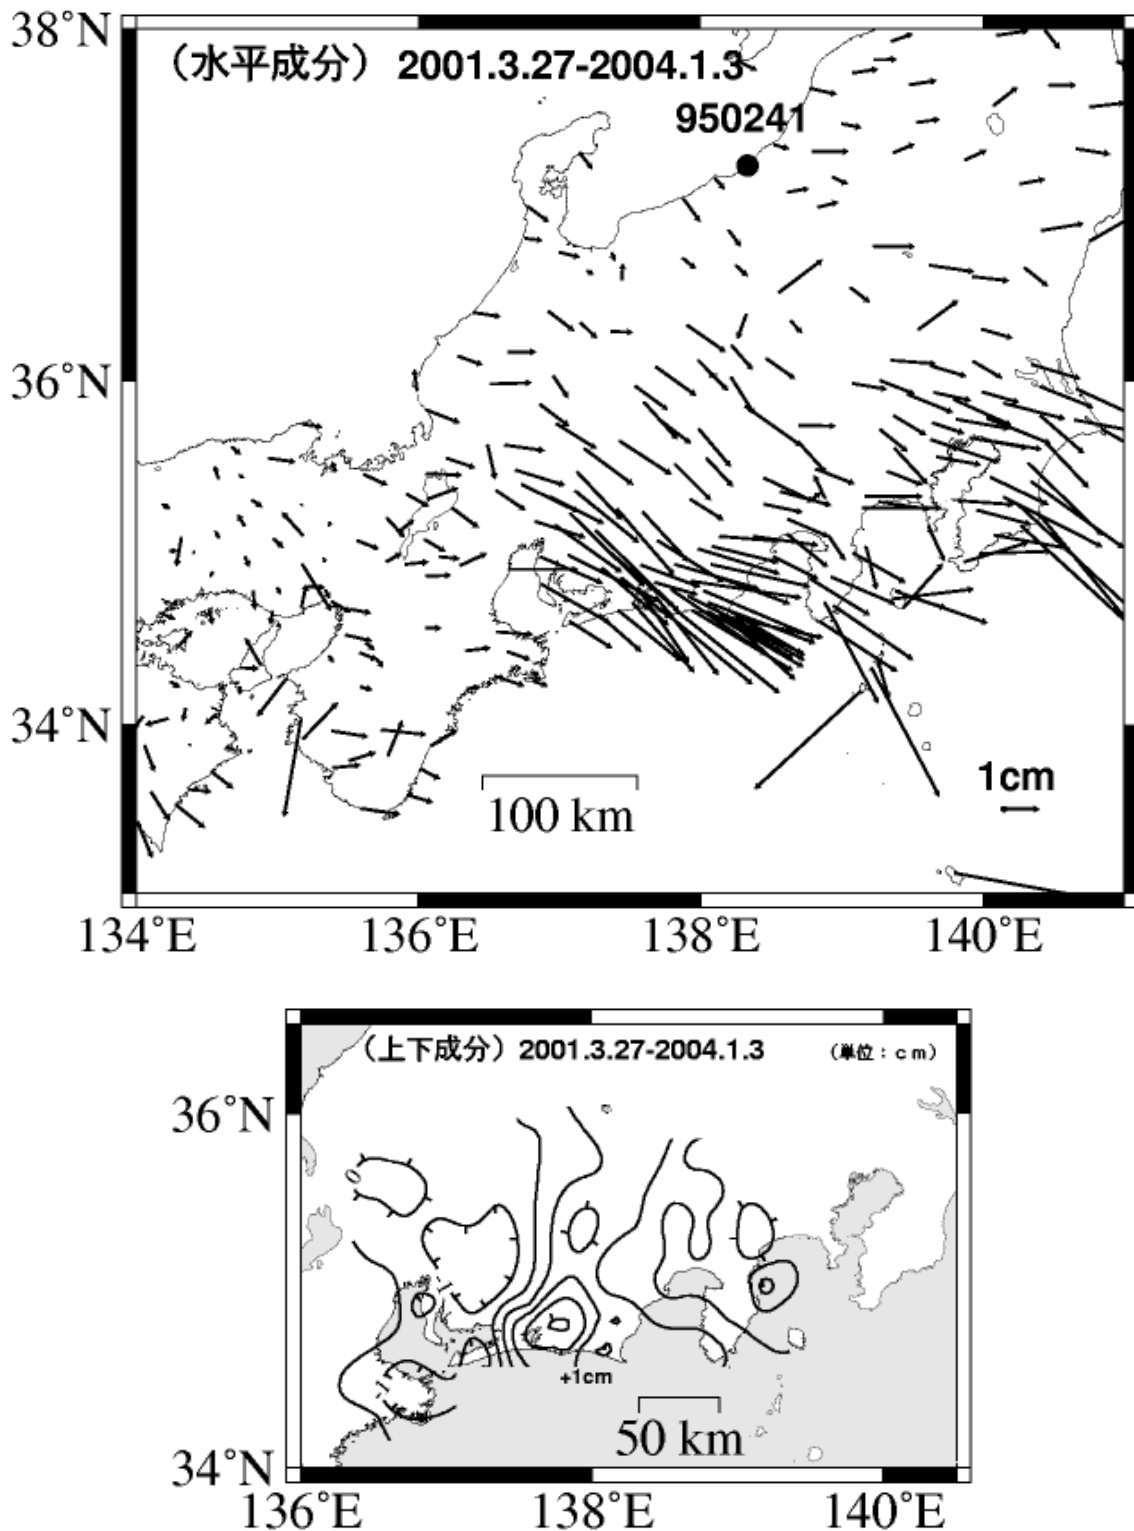 38°N
（水平成分） 2001.3.27-2004.1.3
950241
36°N
34°N
1cm
100 km
134°E 136°E 138°E 140°E
（上下成分）2001.3.27-2004.1.3 （単位：ｃｍ）
36°N
+1cm
50 km
34°N
136°E 138°E 140°E